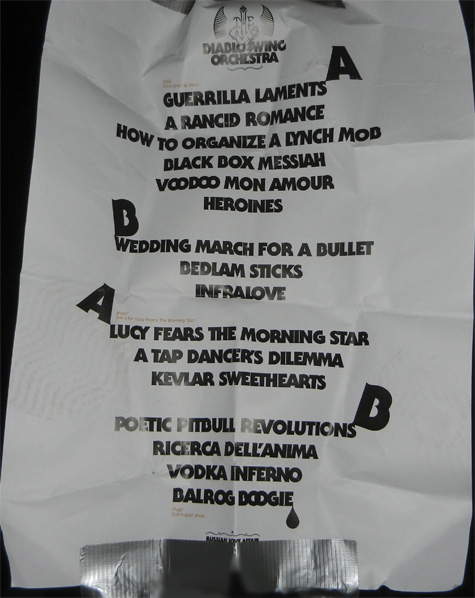 DIABLO SWING
ORCHESTRA
A
GUERRILLA LAMENTS
A RANCID ROMANCE
HOW TO ORGANIZE A LYNCH MOB
BLACK BOX MESSIAH
VOODOO MON AMOUR
HEROINES
B
WEDDING MARCH FOR A BULLET
BEDLAM STICKS
INFRALOVE
A
LUCY FEARS THE MORNING STAR
A TAP DANCER'S DILEMMA
KEVLAR SWEETHEARTS
B
POETIC PITBULL REVOLUTIONS
RICERCA DELL'ANIMA
VODKA INFERNO
BALROG BOOGIE